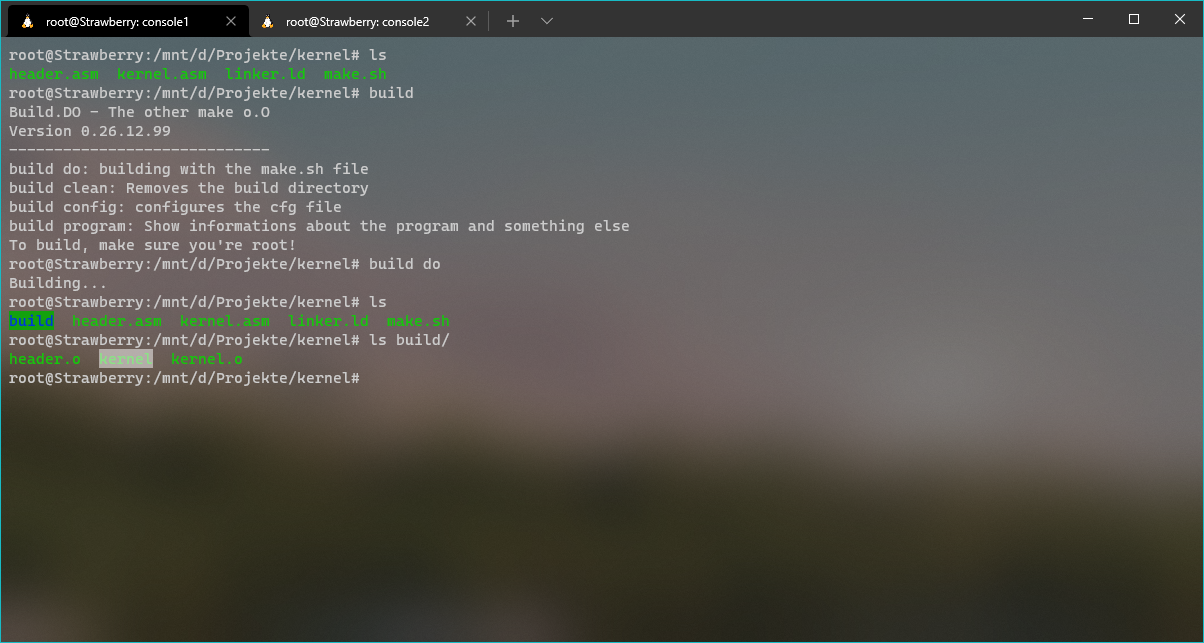 root@Strawberry: console1
root@Strawberry: console2
root@Strawberry:/mnt/d/Projekte/kernel# ls
header.asm  kernel.asm  linker.ld  make.sh
root@Strawberry:/mnt/d/Projekte/kernel# build
Build.DO - The other make o.O
Version 0.26.12.99
-----------------------------
build do: building with the make.sh file
build clean: Removes the build directory
build config: configures the cfg file
build program: Show informations about the program and something else
To build, make sure you're root!
root@Strawberry:/mnt/d/Projekte/kernel# build do
Building...
root@Strawberry:/mnt/d/Projekte/kernel# ls
build  header.asm  kernel.asm  linker.ld  make.sh
root@Strawberry:/mnt/d/Projekte/kernel# ls build/
header.o  kernel  kernel.o
root@Strawberry:/mnt/d/Projekte/kernel#